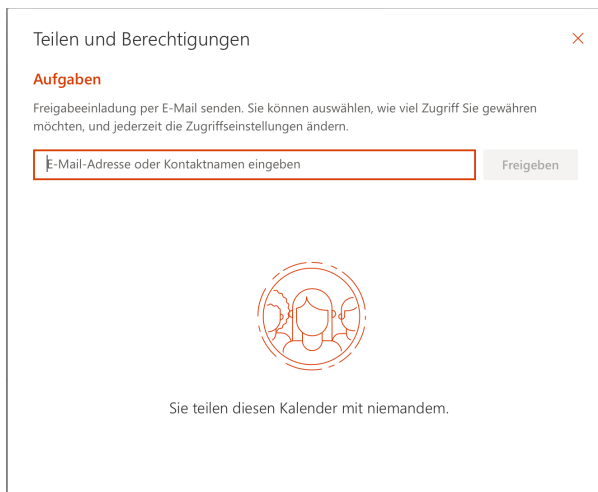 Teilen und Berechtigungen
Aufgaben
Freigabeeinladung per E-Mail senden. Sie können auswählen, wie viel Zugriff Sie gewähren
möchten, und jederzeit die Zugriffseinstellungen ändern.
E-Mail-Adresse oder Kontaktnamen eingeben
Freigeben
Sie teilen diesen Kalender mit niemandem.